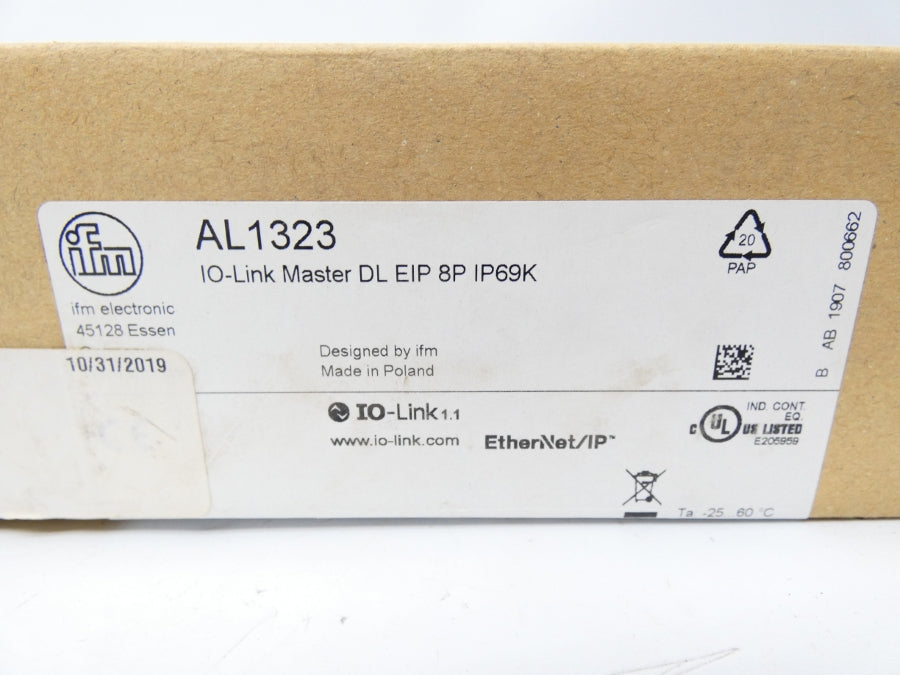 ifm
AL1323
IO-Link Master DL EIP 8P IP69K
ifm electronic
45128 Essen
10/31/2019
Designed by ifm
Made in Poland
20
PAP
B AB 1907 800662
IO-Link 1.1
www.io-link.com
EtherNet/IP™
C UL US LISTED
IND. CONT.
EQ.
E205959
Ta: -25...60 °C